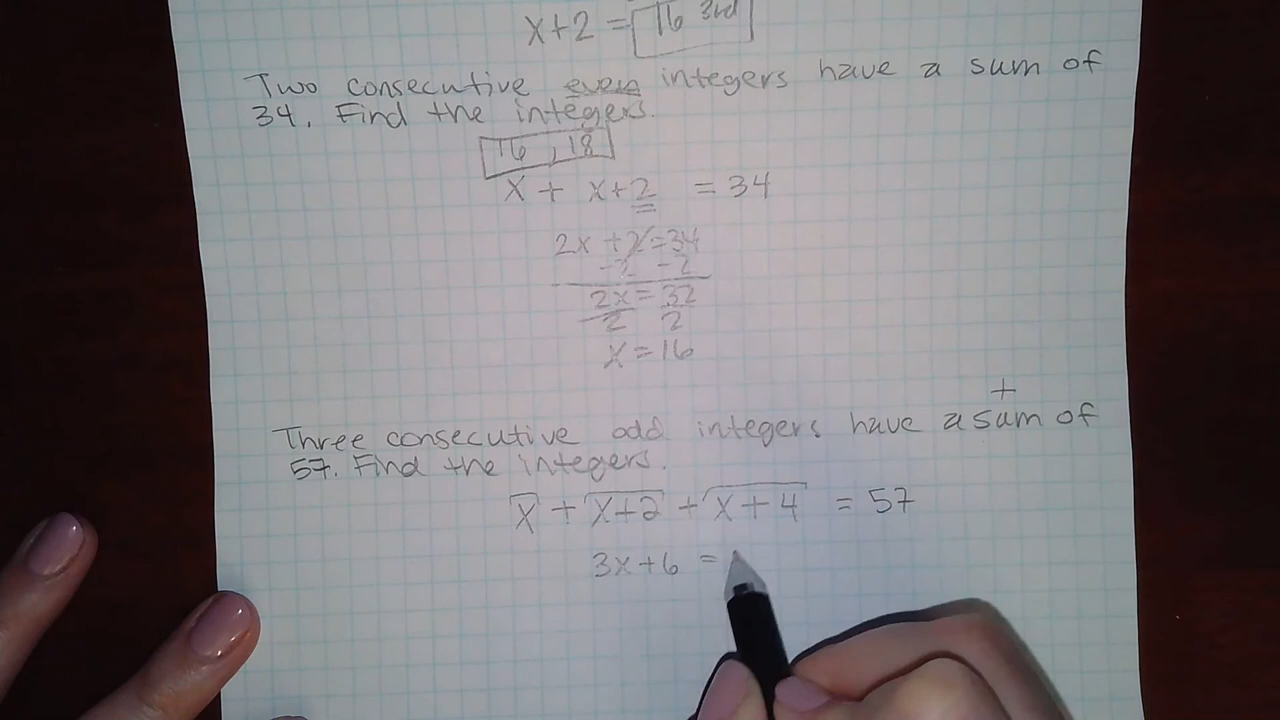 x+2 = 16 3rd
Two consecutive even integers have a sum of
34. Find the integers.
16, 18
x + x+2 = 34
2x +2=34
-2 -2
2x = 32
2 2
x = 16
+
Three consecutive odd integers have a sum of
57. Find the integers.
x + x+2 + x+4 = 57
3x+6 =